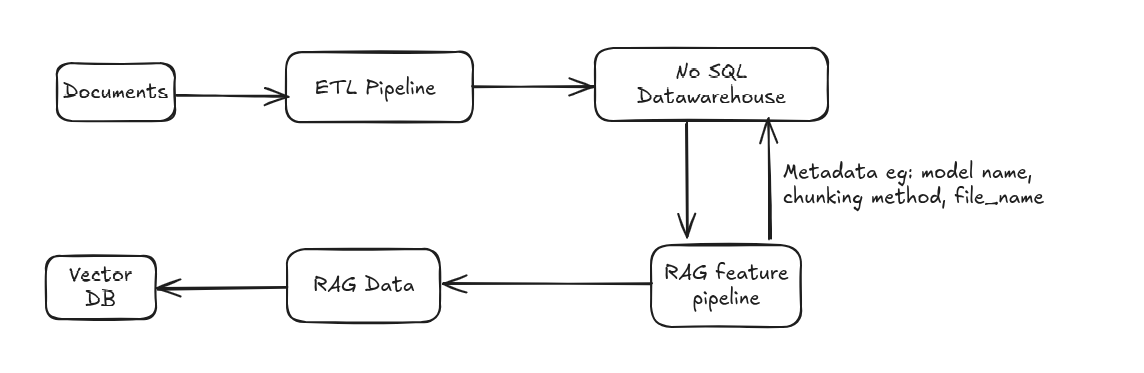 Documents
ETL Pipeline
No SQL
Datawarehouse
Metadata eg: model name,
chunking method, file_name
Vector
DB
RAG Data
RAG feature
pipeline